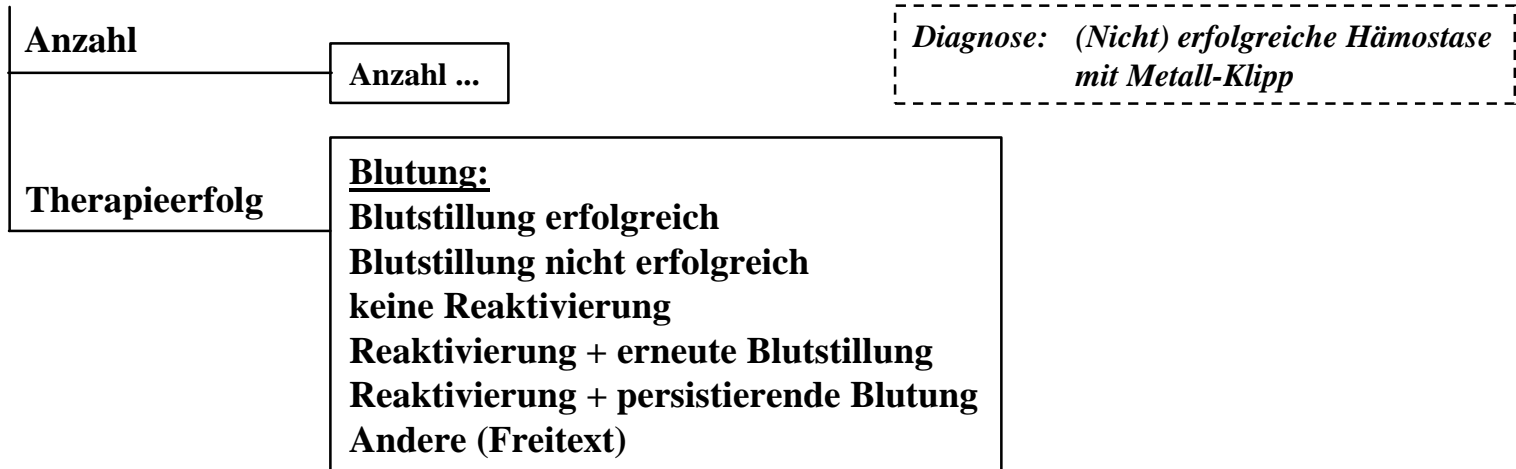 Anzahl
Anzahl ...
Diagnose: (Nicht) erfolgreiche Hämostase
mit Metall-Klipp
Therapieerfolg
Blutung:
Blutstillung erfolgreich
Blutstillung nicht erfolgreich
keine Reaktivierung
Reaktivierung + erneute Blutstillung
Reaktivierung + persistierende Blutung
Andere (Freitext)